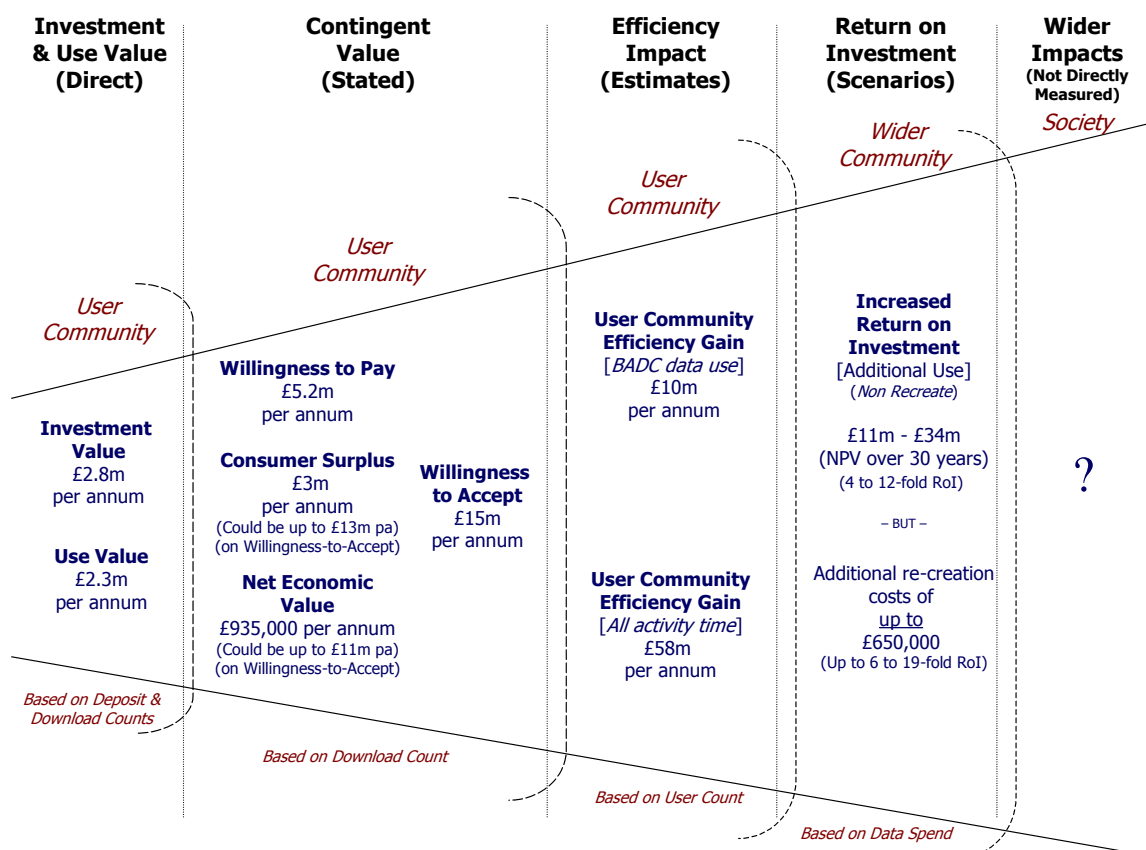 Investment
& Use Value
(Direct)
Contingent
Value
(Stated)
Efficiency
Impact
(Estimates)
Return on
Investment
(Scenarios)
Wider
Impacts
(Not Directly
Measured)
User
Community
User
Community
User
Community
Wider
Community
Society
Investment
Value
£2.8m
per annum
Use Value
£2.3m
per annum
Willingness to Pay
£5.2m
per annum
Consumer Surplus
£3m
per annum
(Could be up to £13m pa)
(on Willingness-to-Accept)
Net Economic
Value
£935,000 per annum
(Could be up to £11m pa)
(on Willingness-to-Accept)
Willingness
to Accept
£15m
per annum
User Community
Efficiency Gain
[BADC data use]
£10m
per annum
User Community
Efficiency Gain
[All activity time]
£58m
per annum
Increased
Return on
Investment
[Additional Use]
(Non Recreate)
£11m - £34m
(NPV over 30 years)
(4 to 12-fold RoI)
– BUT –
Additional re-creation
costs of
up to
£650,000
(Up to 6 to 19-fold RoI)
?
Based on Deposit &
Download Counts
Based on Download Count
Based on User Count
Based on Data Spend